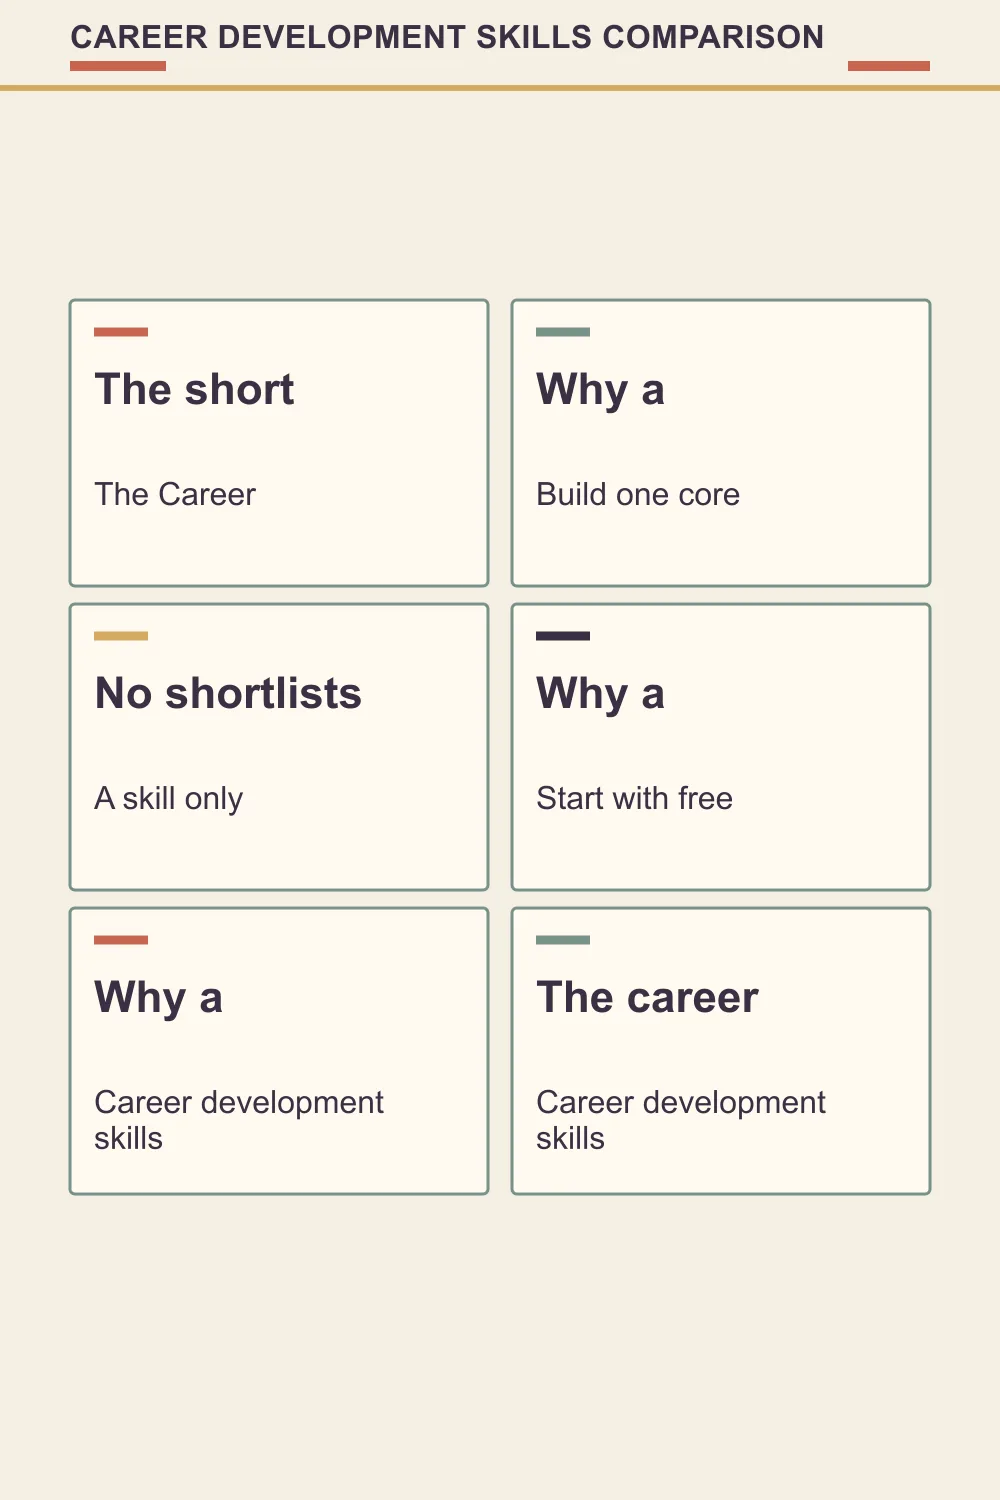 CAREER DEVELOPMENT SKILLS COMPARISON
The short
The Career
Why a
Build one core
No shortlists
A skill only
Why a
Start with free
Why a
Career development
skills
The career
Career development
skills